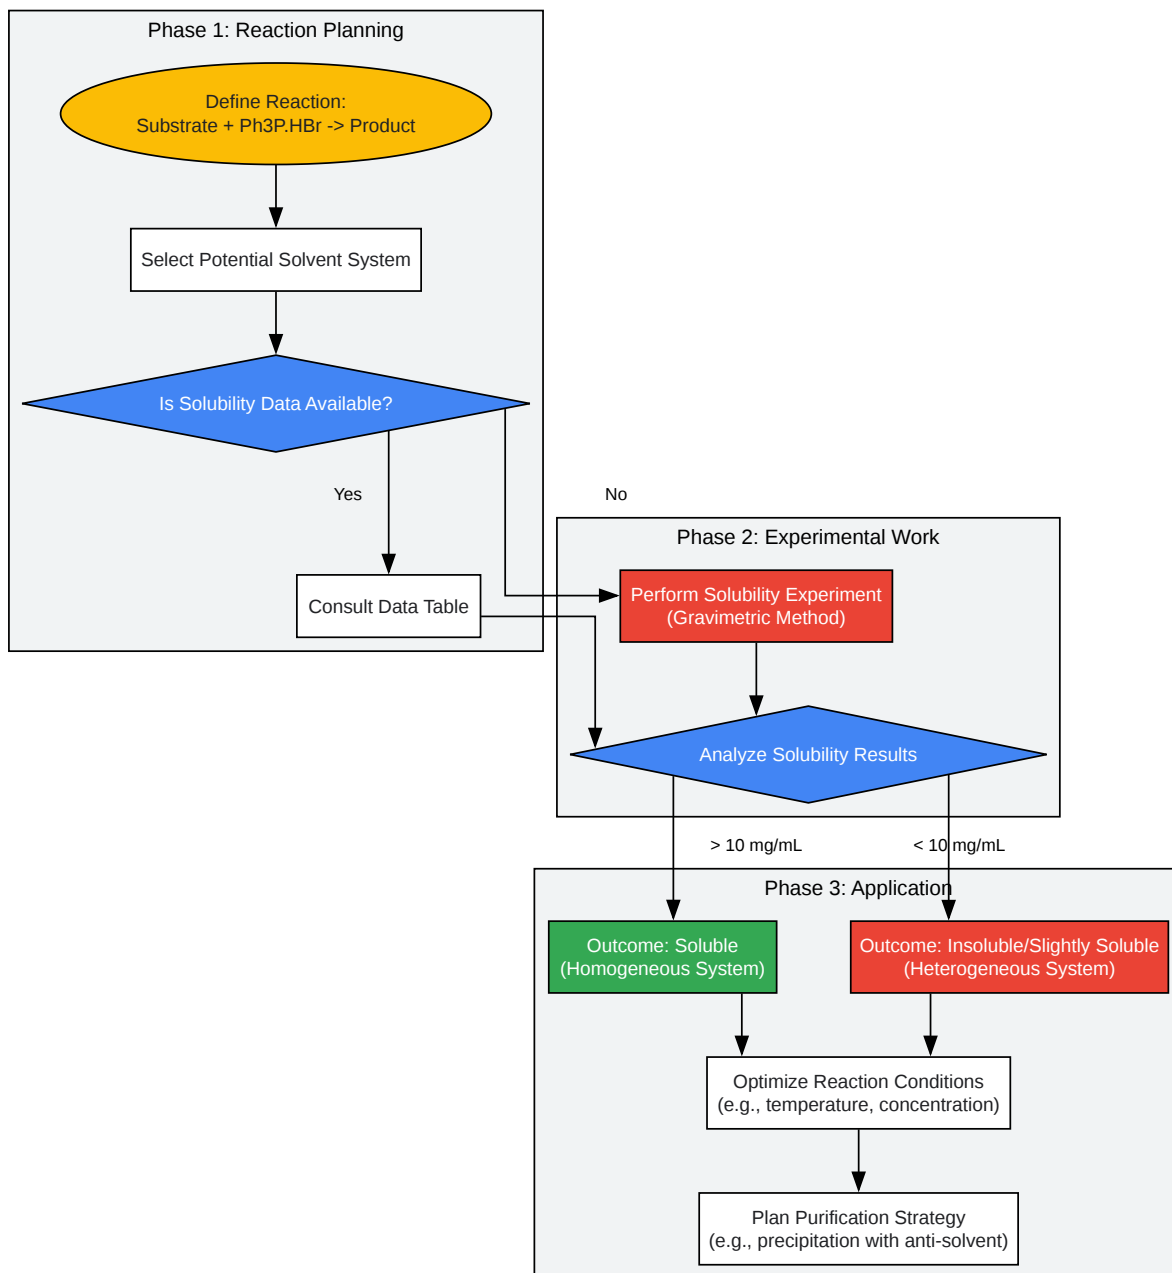 Phase 1: Reaction Planning
Define Reaction:
Substrate + Ph3P.HBr -> Product
Select Potential Solvent System
Is Solubility Data Available?
Yes
No
Consult Data Table
Phase 2: Experimental Work
Perform Solubility Experiment
(Gravimetric Method)
Analyze Solubility Results
> 10 mg/mL
< 10 mg/mL
Phase 3: Application
Outcome: Soluble
(Homogeneous System)
Outcome: Insoluble/Slightly Soluble
(Heterogeneous System)
Optimize Reaction Conditions
(e.g., temperature, concentration)
Plan Purification Strategy
(e.g., precipitation with anti-solvent)